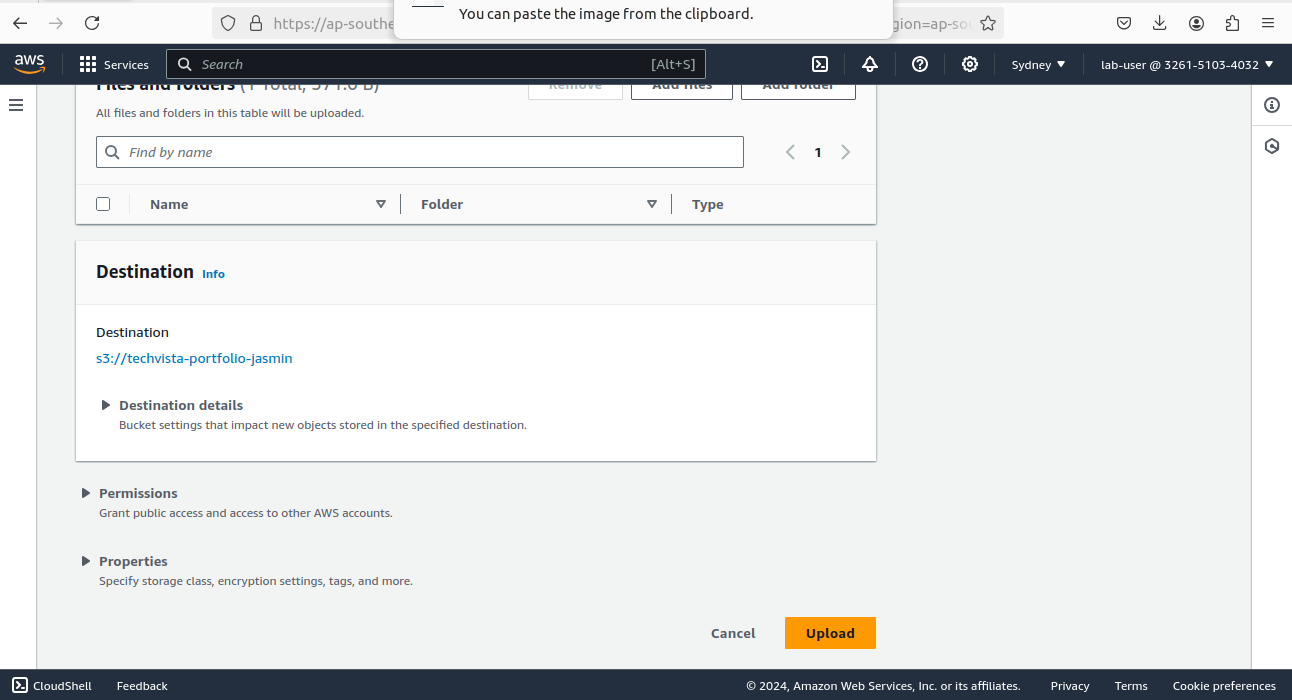 You can paste the image from the clipboard.
https://ap-southe
gion=ap-sou
aws
Services
Search
[Alt+S]
Sydney
lab-user @ 3261-5103-4032
Files and folders (1 Total, 571.0 B)
Remove
Add files
Add folder
All files and folders in this table will be uploaded.
Find by name
1
Name
Folder
Type
Destination Info
Destination
s3://techvista-portfolio-jasmin
Destination details
Bucket settings that impact new objects stored in the specified destination.
Permissions
Grant public access and access to other AWS accounts.
Properties
Specify storage class, encryption settings, tags, and more.
Cancel
Upload
CloudShell
Feedback
© 2024, Amazon Web Services, Inc. or its affiliates.
Privacy
Terms
Cookie preferences